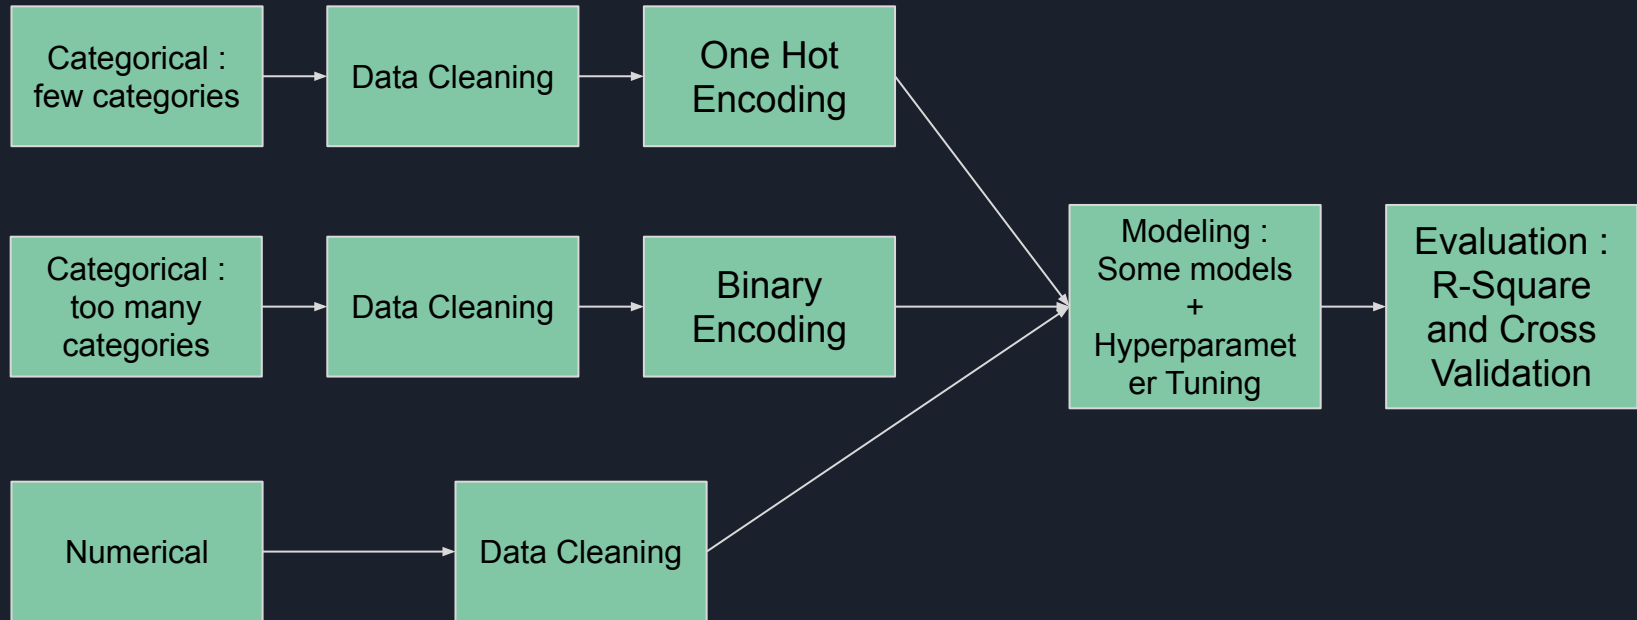 Categorical :
few categories
Data Cleaning
One Hot
Encoding
Categorical :
too many
categories
Data Cleaning
Binary
Encoding
Numerical
Data Cleaning
Modeling :
Some models
+
Hyperparamet
er Tuning
Evaluation :
R-Square
and Cross
Validation